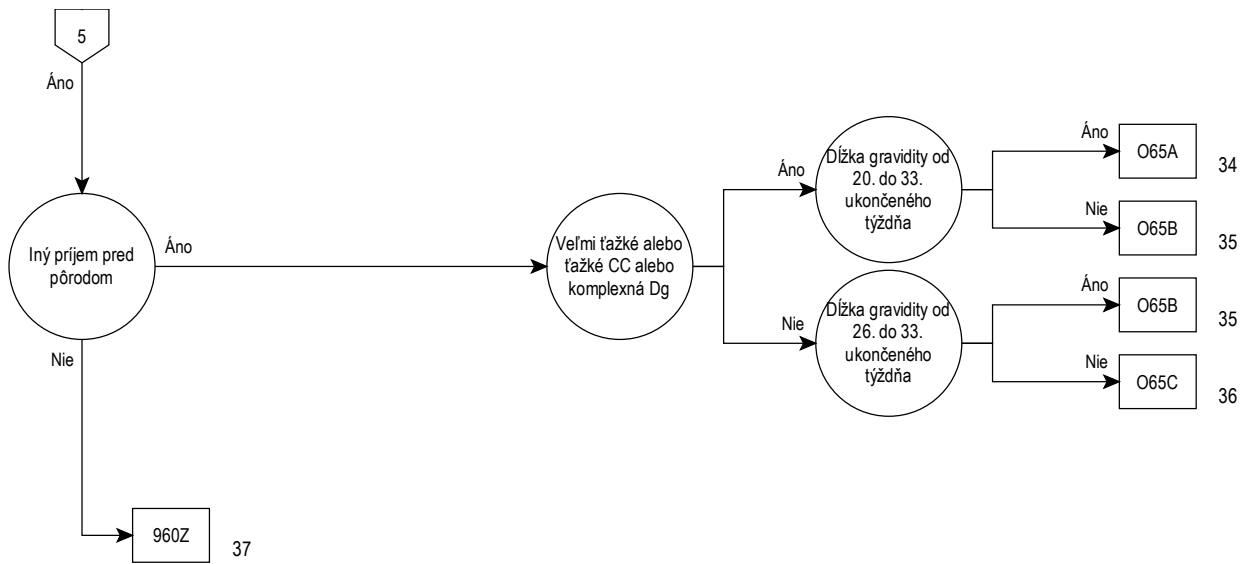 5
Áno
Iný príjem pred
pôrodom
Áno
Nie
Veľmi ťažké alebo
ťažké CC alebo
komplexná Dg
Áno
Dĺžka gravidity od
20. do 33.
ukončeného
týždňa
Áno
O65A
34
Nie
O65B
35
Nie
Dĺžka gravidity od
26. do 33.
ukončeného
týždňa
Áno
O65B
35
Nie
O65C
36
960Z
37